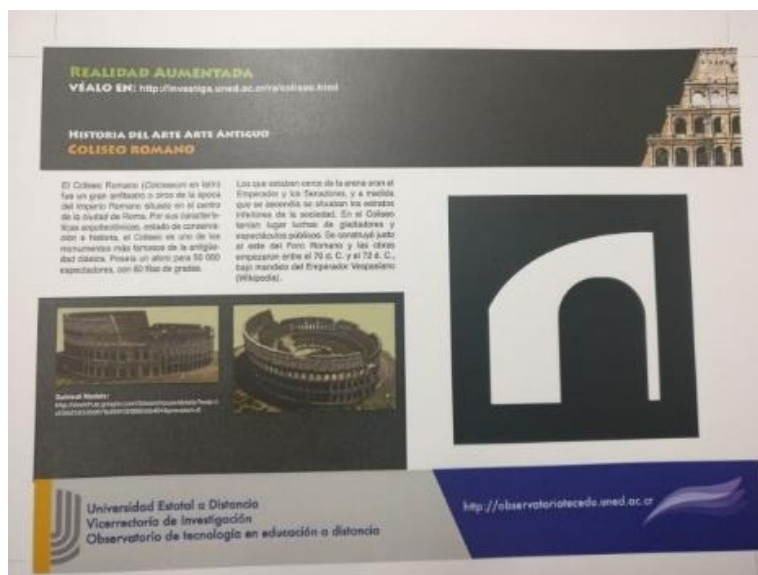 REALIDAD AUMENTADA
VÉALO EN: http://investiga.uned.ac.cr/ra/coliseo.html
HISTORIA DEL ARTE ARTE ANTIGUO
COLISEO ROMANO
El Coliseo Romano (Colosseum en latín)
fue un gran anfiteatro o circo de la época
del Imperio Romano situado en el centro
de la ciudad de Roma. Por sus caracterís-
ticas arquitectónicas, estado de conserva-
ción e historia, el Coliseo es uno de los
monumentos más famosos de la antigüe-
dad clásica. Poseía un aforo para 50 000
espectadores, con 80 filas de gradas.
Los que estaban cerca de la arena eran el
Emperador y los Senadores, y a medida
que se ascendía se situaban los estratos
inferiores de la sociedad. En el Coliseo
tenían lugar luchas de gladiadores y
espectáculos públicos. Se construyó justo
al este del Foro Romano y las obras
empezaron entre el 70 d. C. y el 72 d. C.,
bajo mandato del Emperador Vespasiano
(Wikipedia).
Universidad Estatal a Distancia
Vicerrectoría de Investigación
Observatorio de tecnología en educación a distancia
http://observatoriotecedu.uned.ac.cr